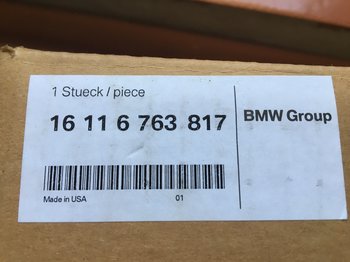 1 Stueck / piece
16 11 6 763 817
BMW Group
Made in USA 01